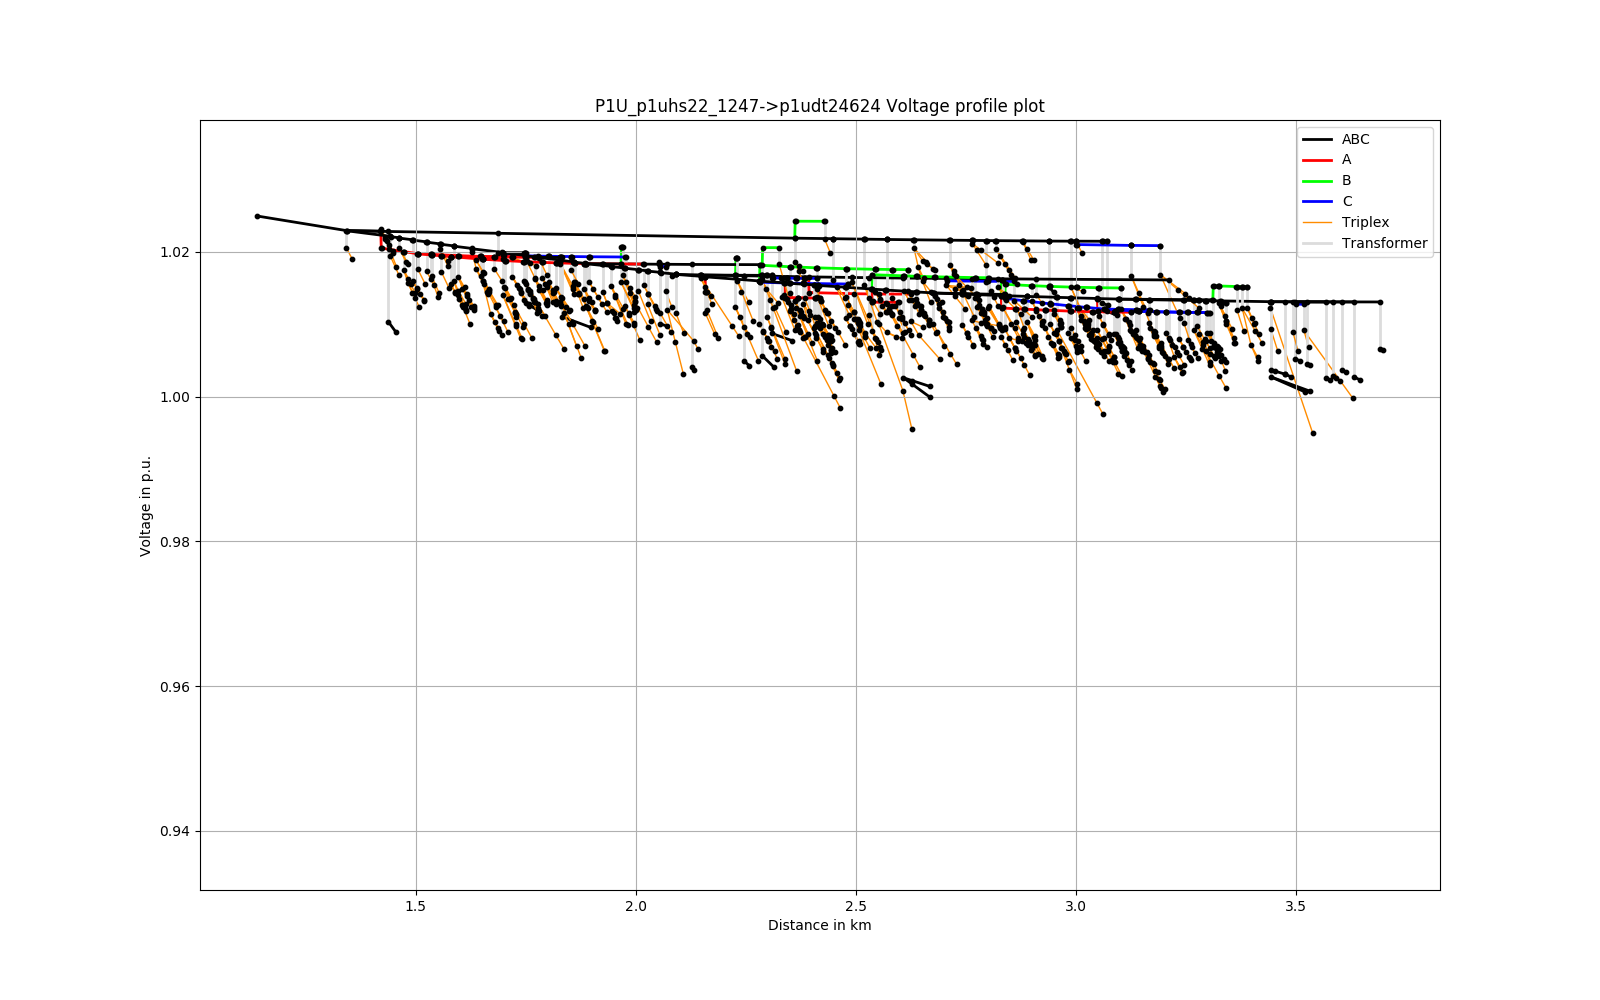 P1U_p1uhs22_1247->p1udt24624 Voltage profile plot
ABC
A
B
C
Triplex
Transformer
Voltage in p.u.
1.02
1.00
0.98
0.96
0.94
1.5 2.0 2.5 3.0 3.5
Distance in km